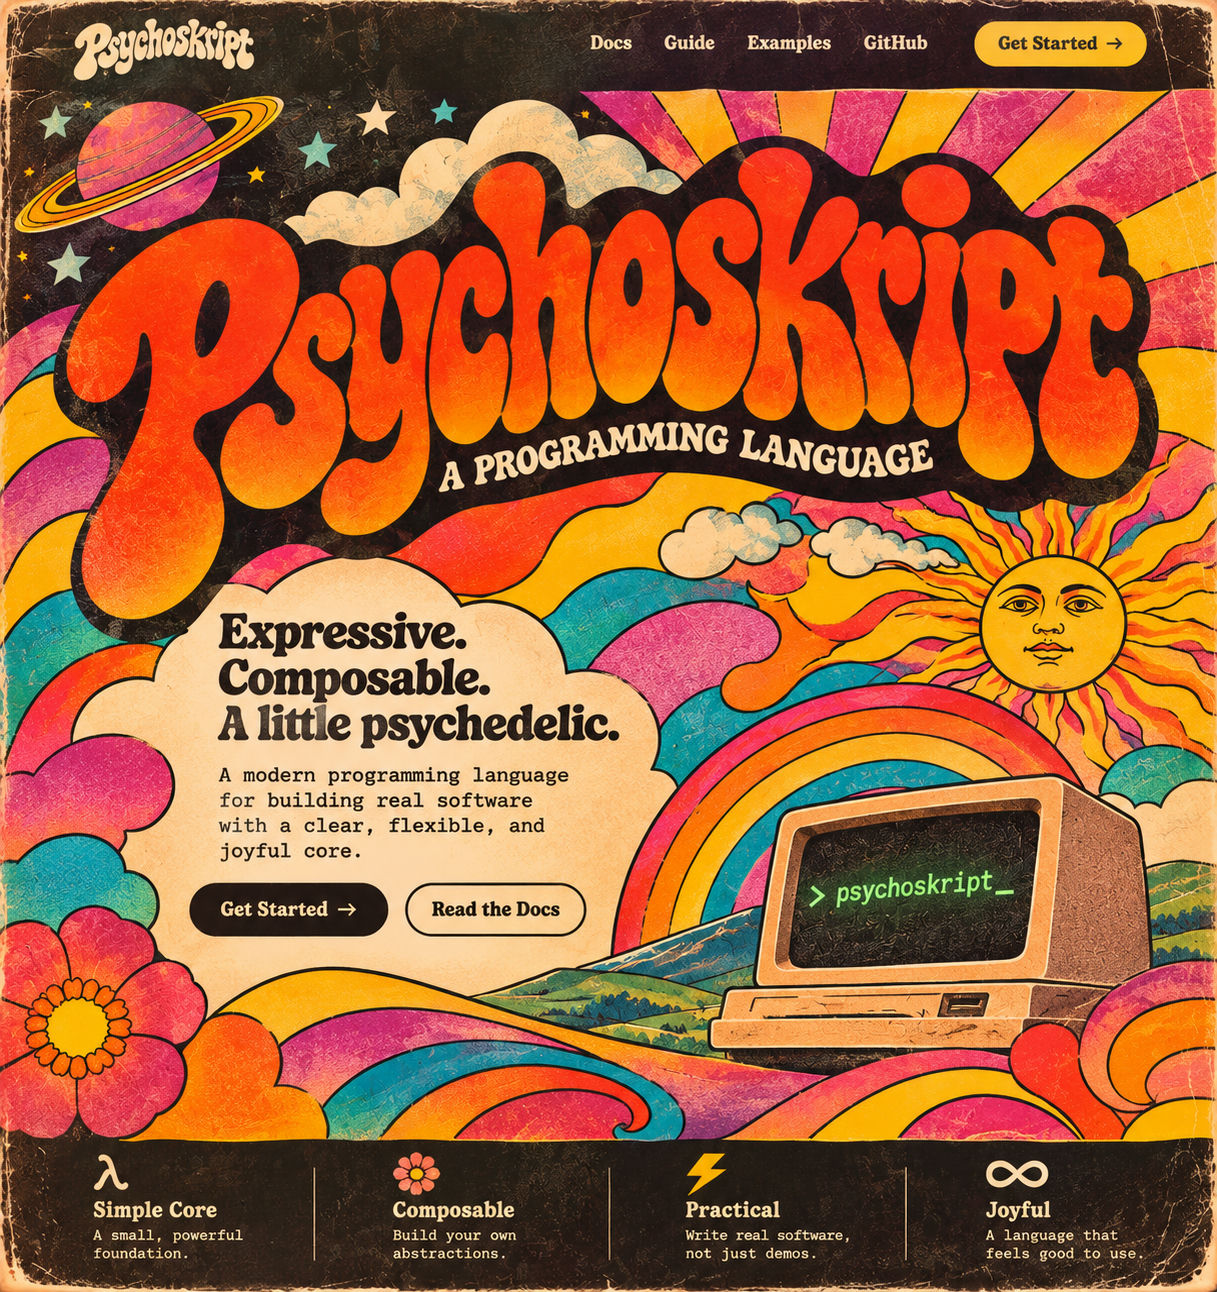 Psychoskript
Docs
Guide
Examples
GitHub
Get Started →
Psychoskript
A PROGRAMMING LANGUAGE
Expressive.
Composable.
A little psychedelic.
A modern programming language
for building real software
with a clear, flexible, and
joyful core.
Get Started →
Read the Docs
> psychoskript_
λ
Simple Core
A small, powerful
foundation.
Composable
Build your own
abstractions.
Practical
Write real software,
not just demos.
∞
Joyful
A language that
feels good to use.